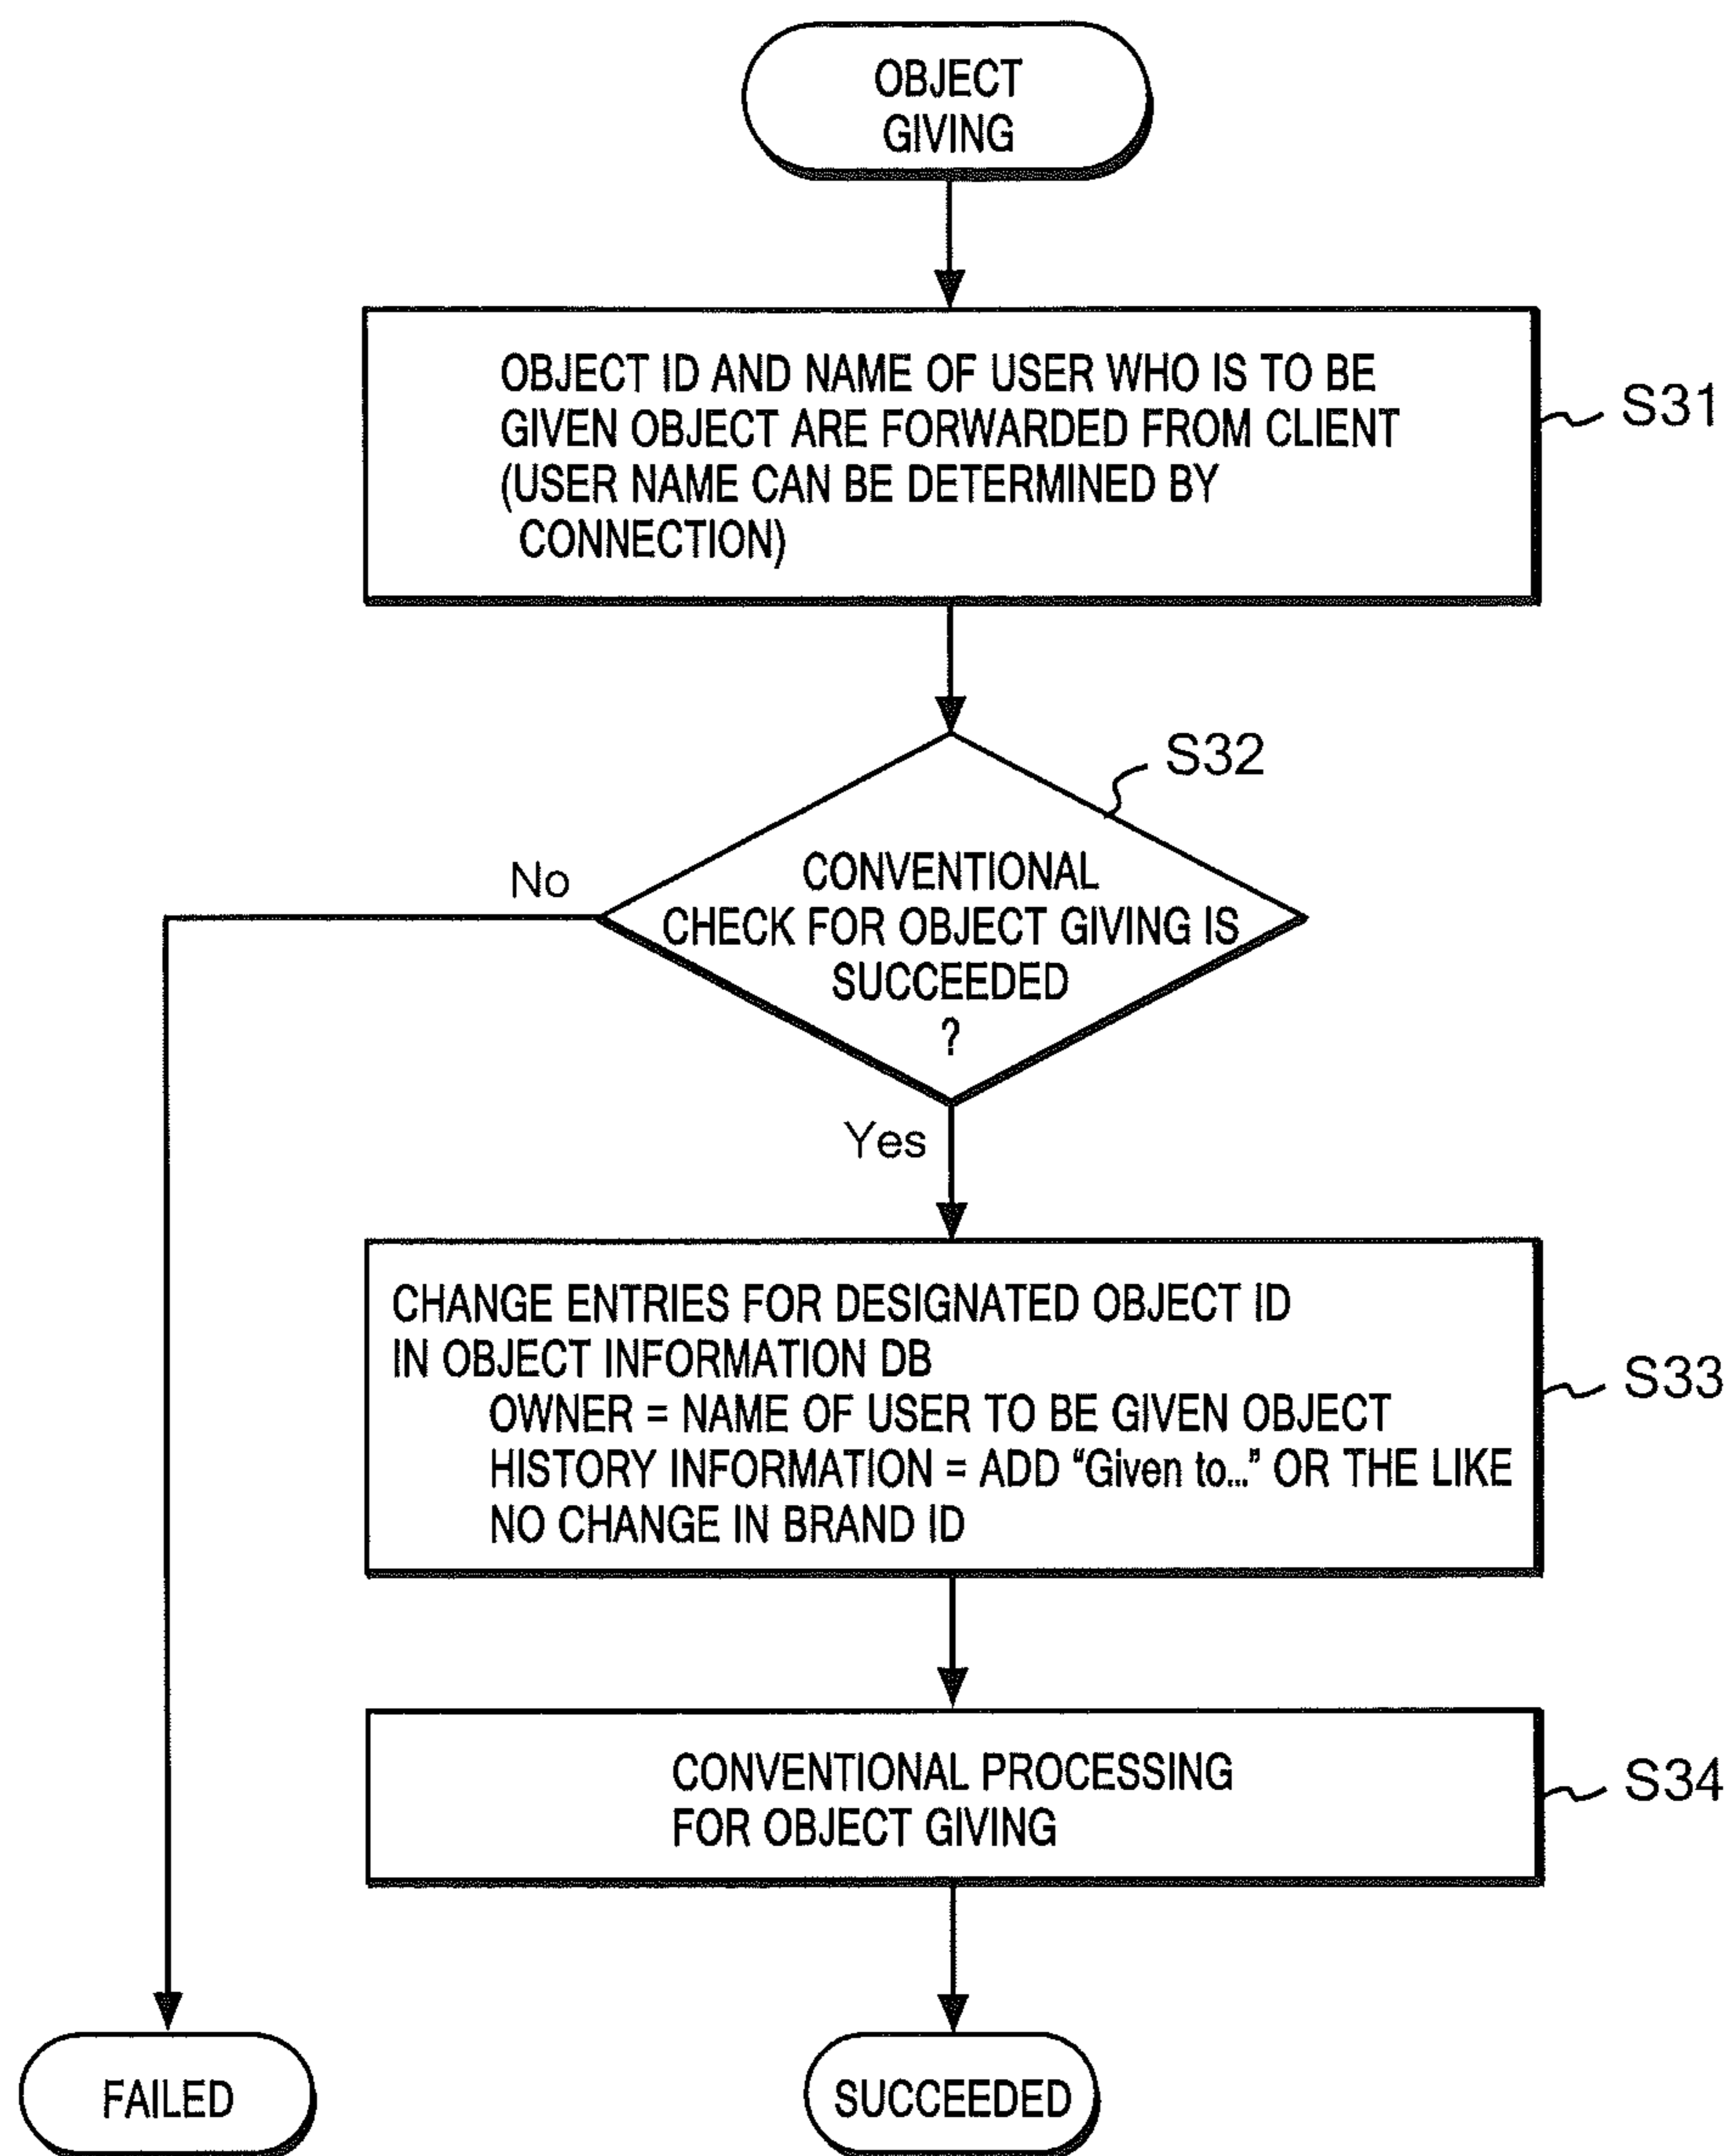 OBJECT
GIVING
OBJECT ID AND NAME OF USER WHO IS TO BE
GIVEN OBJECT ARE FORWARDED FROM CLIENT
(USER NAME CAN BE DETERMINED BY
CONNECTION)
S31
S32
CONVENTIONAL
CHECK FOR OBJECT GIVING IS
SUCCEEDED
?
No
Yes
CHANGE ENTRIES FOR DESIGNATED OBJECT ID
IN OBJECT INFORMATION DB
OWNER = NAME OF USER TO BE GIVEN OBJECT
HISTORY INFORMATION = ADD “Given to...” OR THE LIKE
NO CHANGE IN BRAND ID
S33
CONVENTIONAL PROCESSING
FOR OBJECT GIVING
S34
FAILED
SUCCEEDED